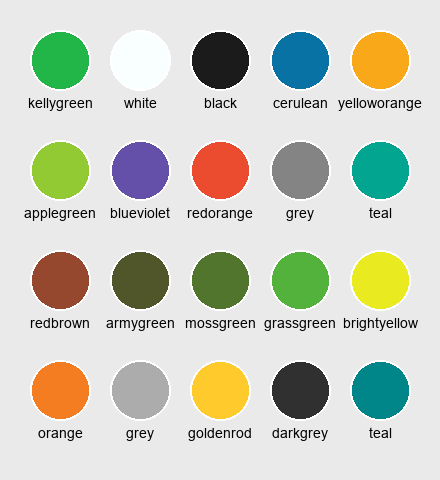 kellygreen white black cerulean yelloworange
applegreen blueviolet redorange grey teal
redbrown armygreen mossgreen grassgreen brightyellow
orange grey goldenrod darkgrey teal